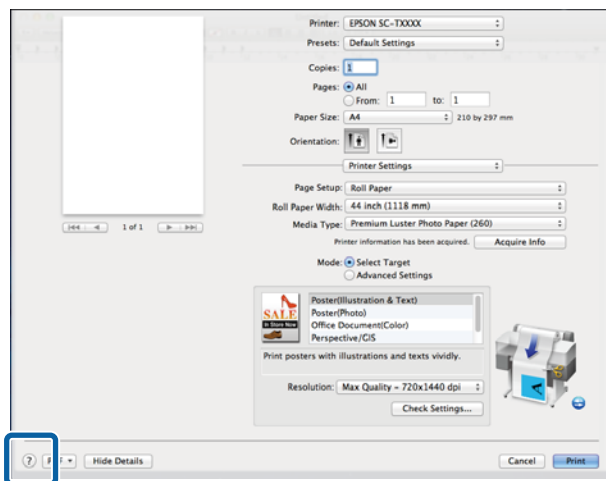 Printer: EPSON SC-TXXXX
Presets: Default Settings
Copies: 1
Pages: All
From: 1 to: 1
Paper Size: A4 210 by 297 mm
Orientation:
Printer Settings
Page Setup: Roll Paper
Roll Paper Width: 44 inch (1118 mm)
Media Type: Premium Luster Photo Paper (260)
1 of 1
Printer information has been acquired. Acquire Info
Mode: Select Target
Advanced Settings
SALE
In Store Now
Poster(Illustration & Text)
Poster(Photo)
Office Document(Color)
Perspective/GIS
Print posters with illustrations and texts vividly.
Resolution: Max Quality - 720x1440 dpi
Check Settings...
? Hide Details Cancel Print